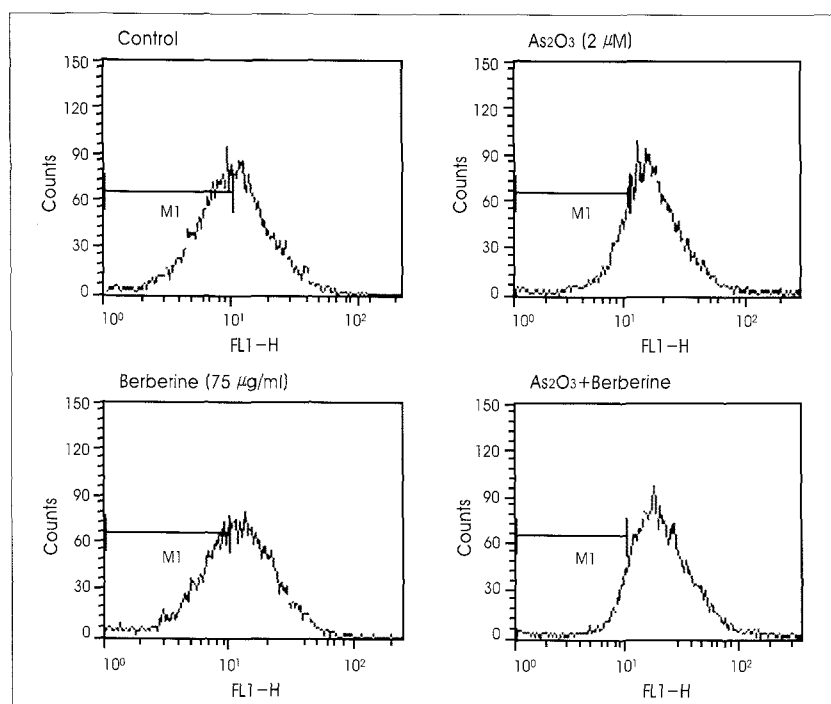 Control
150
120
90
60
30
0
Counts
M1
10⁰
10¹
10²
FL1-H
As₂O₃ (2 μM)
150
120
90
60
30
0
Counts
M1
10⁰
10¹
10²
FL1-H
Berberine (75 μg/ml)
150
120
90
60
30
0
Counts
M1
10⁰
10¹
10²
FL1-H
As₂O₃+Berberine
150
120
90
60
30
0
Counts
M1
10⁰
10¹
10²
FL1-H